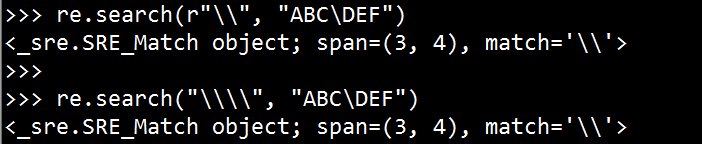 >>> re.search(r"\\", "ABC\DEF")
<_sre.SRE_Match object; span=(3, 4), match='\\'>
>>>
>>> re.search("\\\\", "ABC\DEF")
<_sre.SRE_Match object; span=(3, 4), match='\\'>